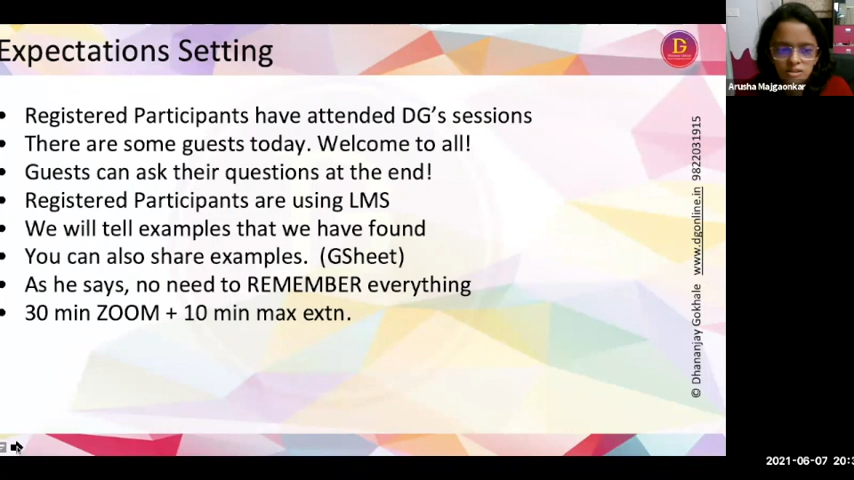 Expectations Setting
Registered Participants have attended DG's sessions
There are some guests today. Welcome to all!
Guests can ask their questions at the end!
Registered Participants are using LMS
We will tell examples that we have found
You can also share examples. (GSheet)
As he says, no need to REMEMBER everything
30 min ZOOM + 10 min max extn.
© Dhananjay Gokhale www.dgonline.in 9822031915
DG
Arusha Majgaonkar
2021-06-07 20:3